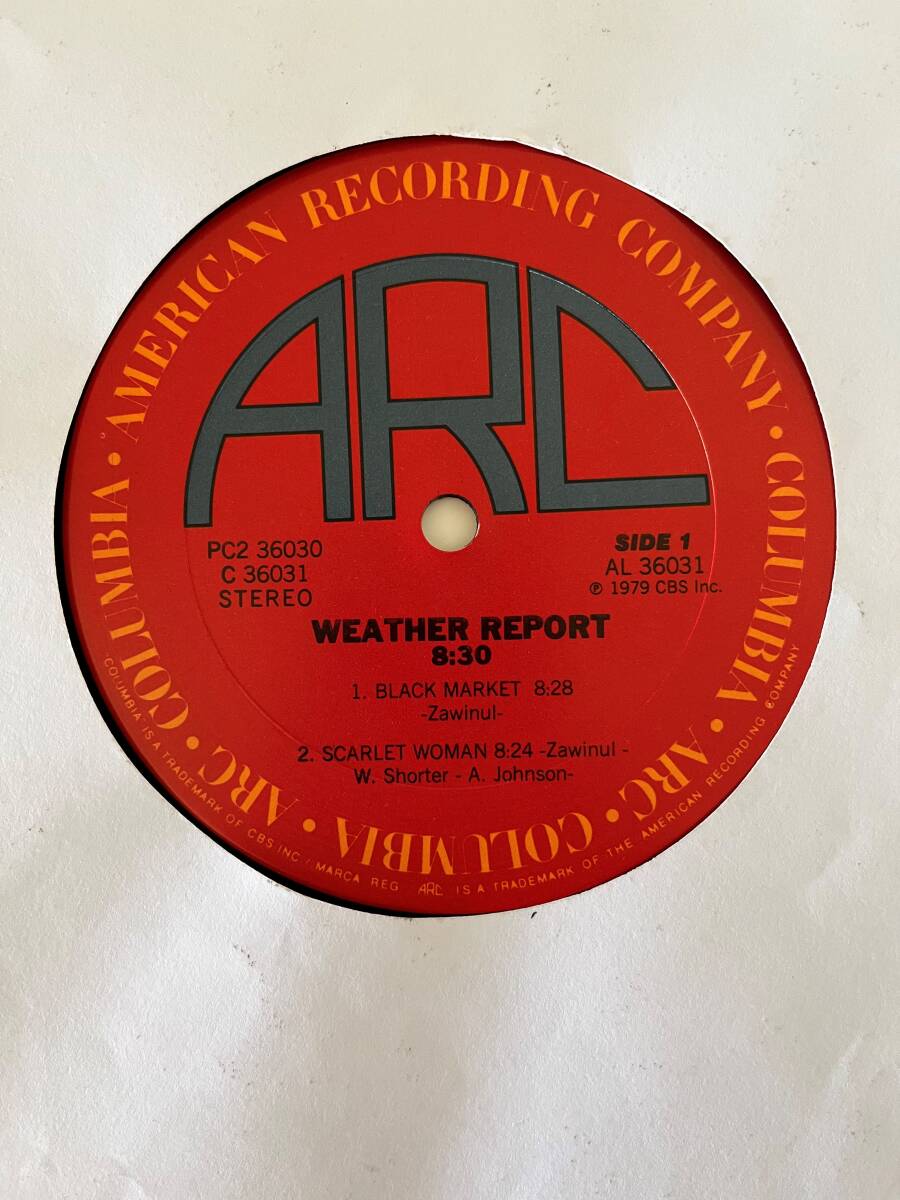 "AMERICAN RECORDING COMPANY • COLUMBIA • ARC • COLUMBIA • ARC • COLUMBIA •
ARC
PC2 36030
C 36031
STEREO
SIDE 1
AL 36031
℗ 1979 CBS Inc.
WEATHER REPORT
8:30
1. BLACK MARKET 8:28
-Zawinul-
2. SCARLET WOMAN 8:24 -Zawinul -
W. Shorter - A. Johnson-
"COLUMBIA" IS A TRADEMARK OF CBS INC / MARCA REG. ARC IS A TRADEMARK OF THE AMERICAN RECORDING COMPANY